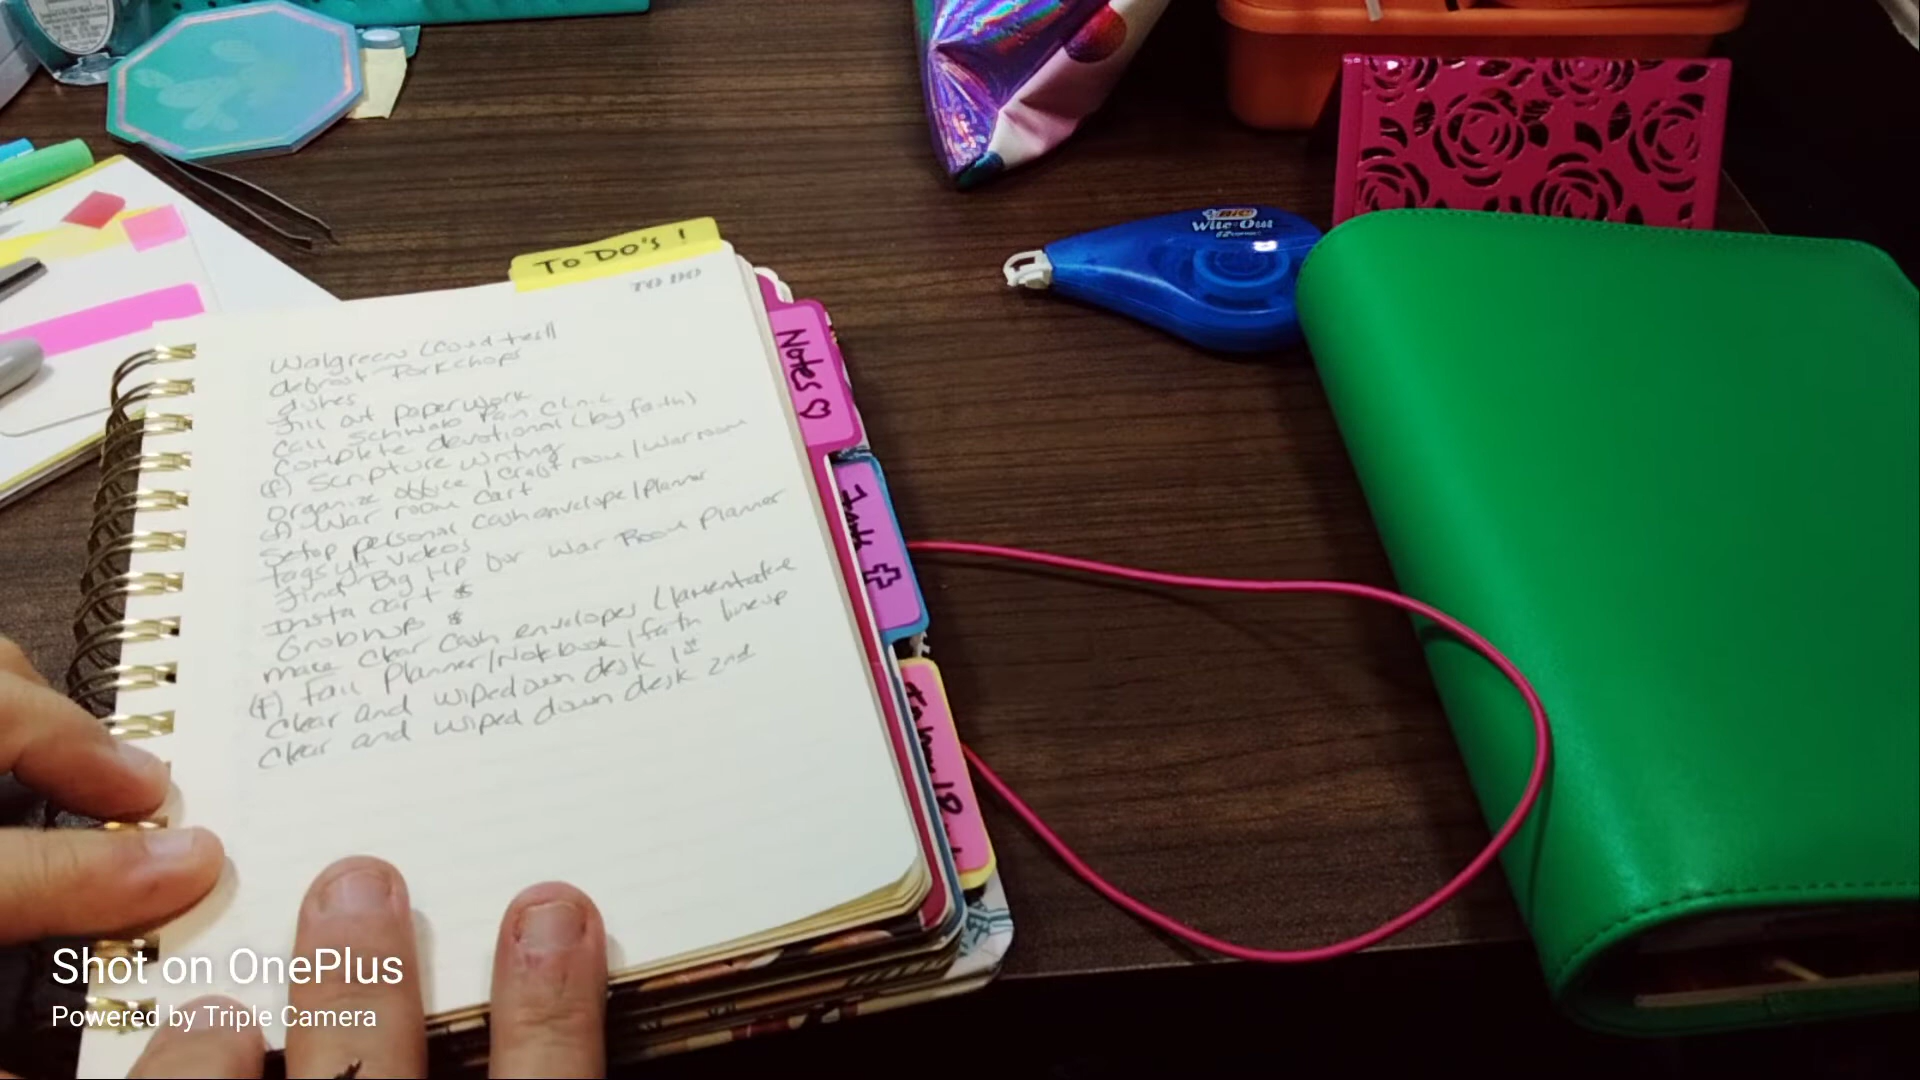 TO DO's !
TO DO
Walgreens (Covid test)
defrost Porkchops
dishes
fill out paperwork
call Schwab Pain Clinic
Complete devotional (by faith)
(f) Scripture writing
Organize office / craft room / War room
(f) War room cart
Setup personal cash envelope / planner
tags yt videos
find Big HP for War Room Planner
Insta cart $
Grubhub $
make char cash envelopes
(f) fall Planner/Notebook/faith lineup
Clear and wiped down desk 1st
Clear and wiped down desk 2nd
Notes ♡
BIC
Wite-Out
Shot on OnePlus
Powered by Triple Camera